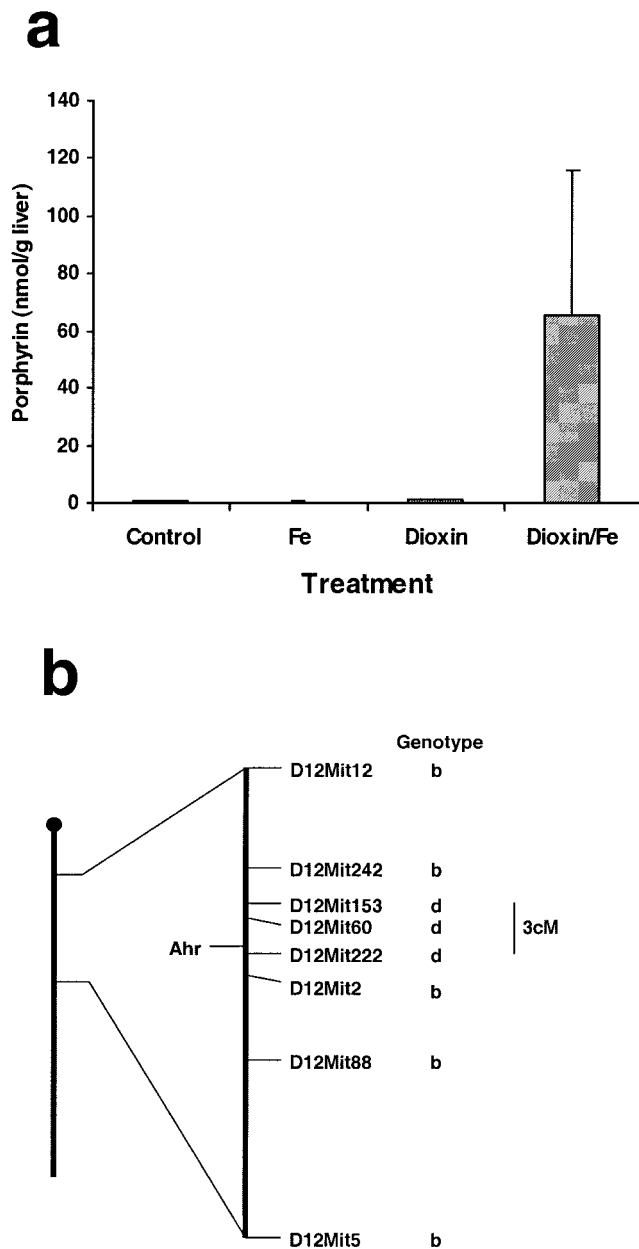 a
Porphyrin (nmol/g liver)
140
120
100
80
60
40
20
0
Control Fe Dioxin Dioxin/Fe
Treatment
b
Genotype
D12Mit12 b
D12Mit242 b
D12Mit153 d
D12Mit60 d
3cM
Ahr
D12Mit222 d
D12Mit2 b
D12Mit88 b
D12Mit5 b